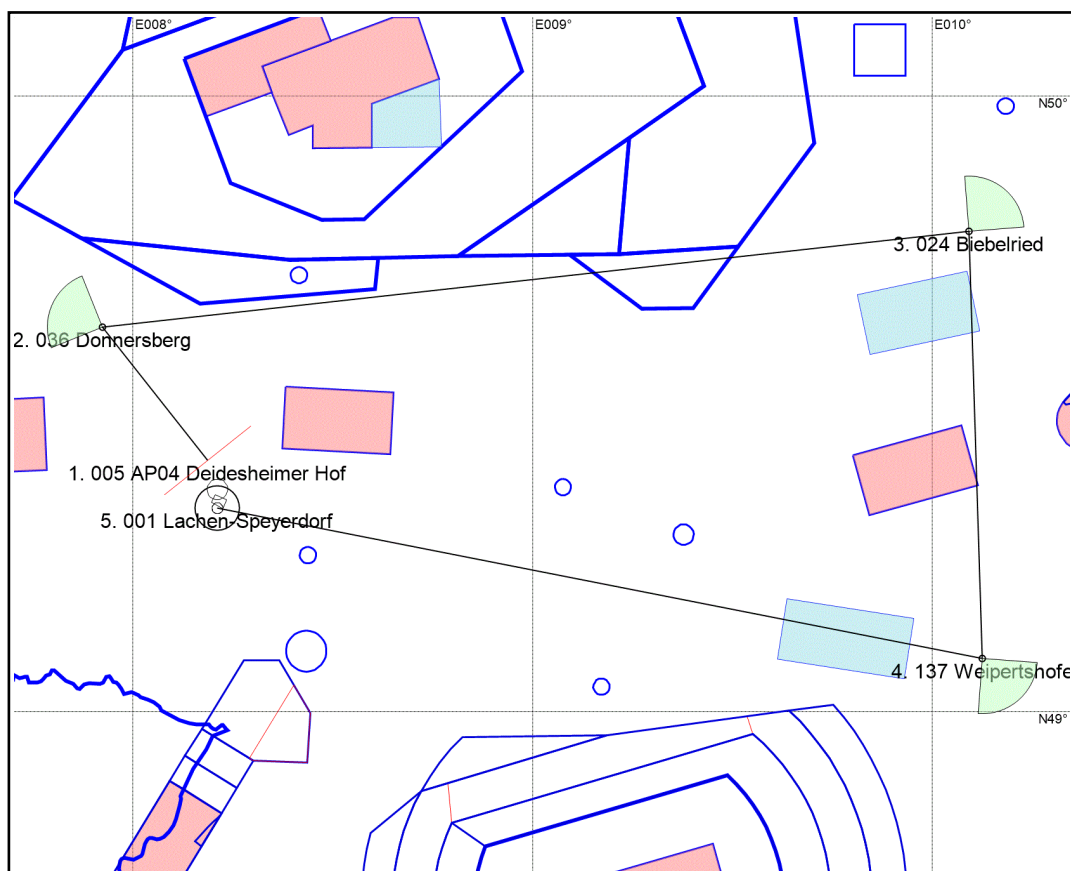 E008°
E009°
E010°
N50°
3. 024 Biebelried
2. 036 Donnersberg
1. 005 AP04 Deidesheimer Hof
5. 001 Lachen-Speyerdorf
4. 137 Weipertshofe
N49°